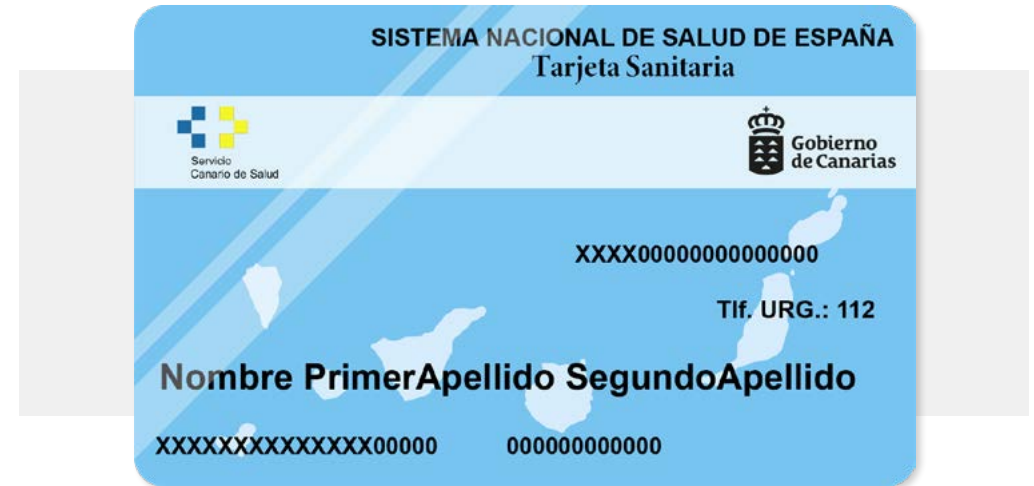 SISTEMA NACIONAL DE SALUD DE ESPAÑA
Tarjeta Sanitaria
Servicio
Canario de Salud
Gobierno
de Canarias
XXXX00000000000000
Tlf. URG.: 112
Nombre PrimerApellido SegundoApellido
XXXXXXXXXXXXXX00000 000000000000